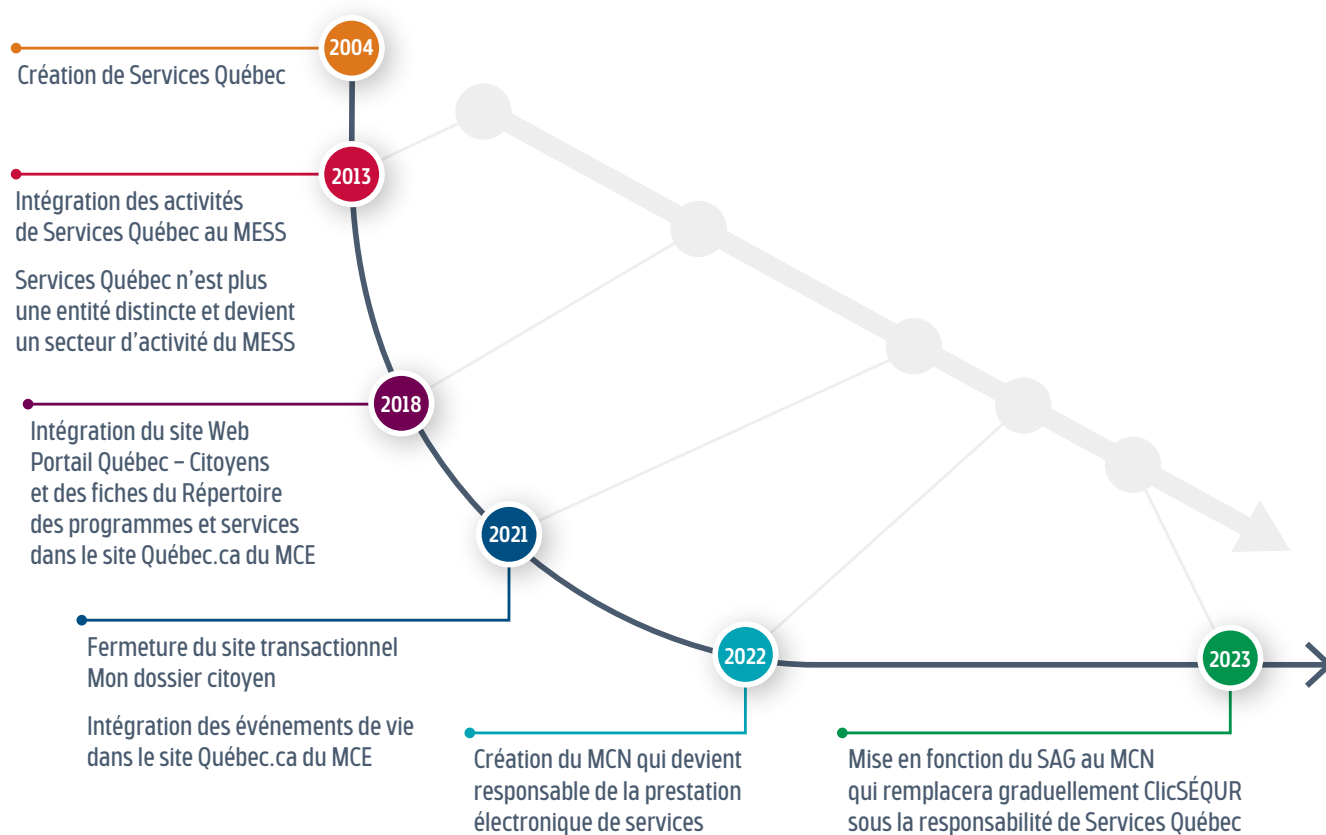 2004
Création de Services Québec
2013
Intégration des activités
de Services Québec au MESS
Services Québec n’est plus
une entité distincte et devient
un secteur d’activité du MESS
2018
Intégration du site Web
Portail Québec – Citoyens
et des fiches du Répertoire
des programmes et services
dans le site Québec.ca du MCE
2021
Fermeture du site transactionnel
Mon dossier citoyen
Intégration des événements de vie
dans le site Québec.ca du MCE
2022
Création du MCN qui devient
responsable de la prestation
électronique de services
2023
Mise en fonction du SAG au MCN
qui remplacera graduellement ClicSÉQUR
sous la responsabilité de Services Québec